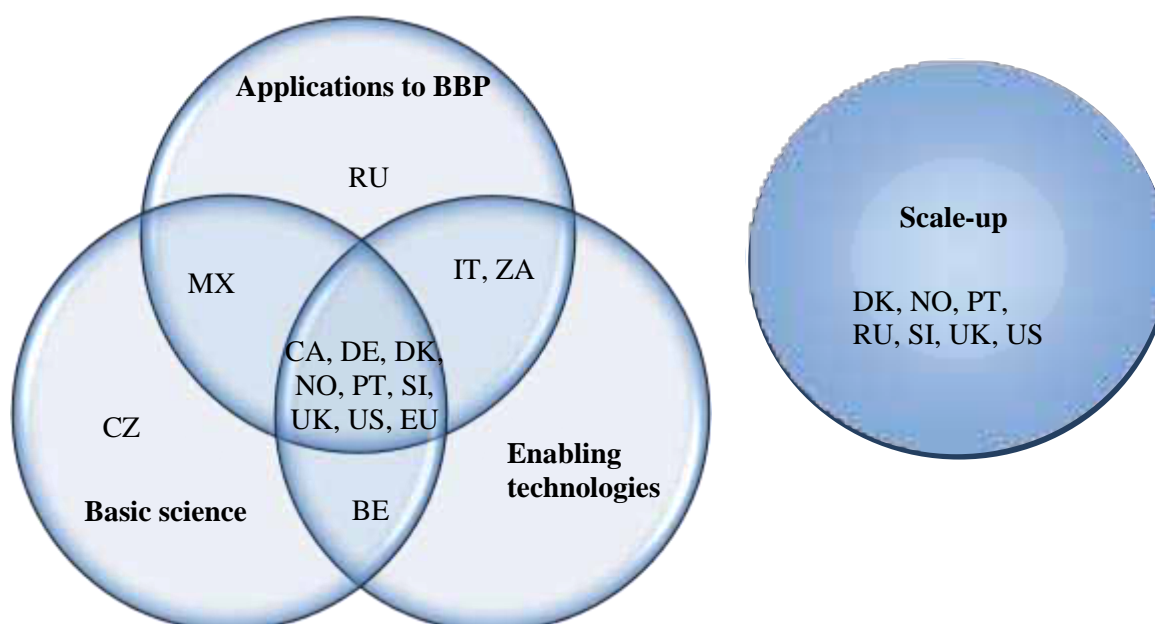 Applications to BBP
RU
MX
IT, ZA
CA, DE, DK,
NO, PT, SI,
UK, US, EU
CZ
Basic science
BE
Enabling
technologies
Scale-up
DK, NO, PT,
RU, SI, UK, US